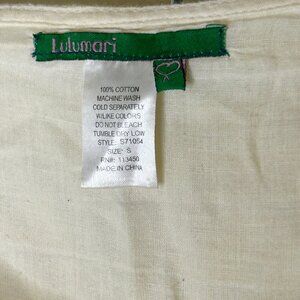 Lulumari
100% COTTON
MACHINE WASH
COLD SEPARATELY
W/LIKE COLORS
DO NOT BLEACH
TUMBLE DRY LOW
STYLE: S71054
SIZE: S
RN#: 113450
MADE IN CHINA